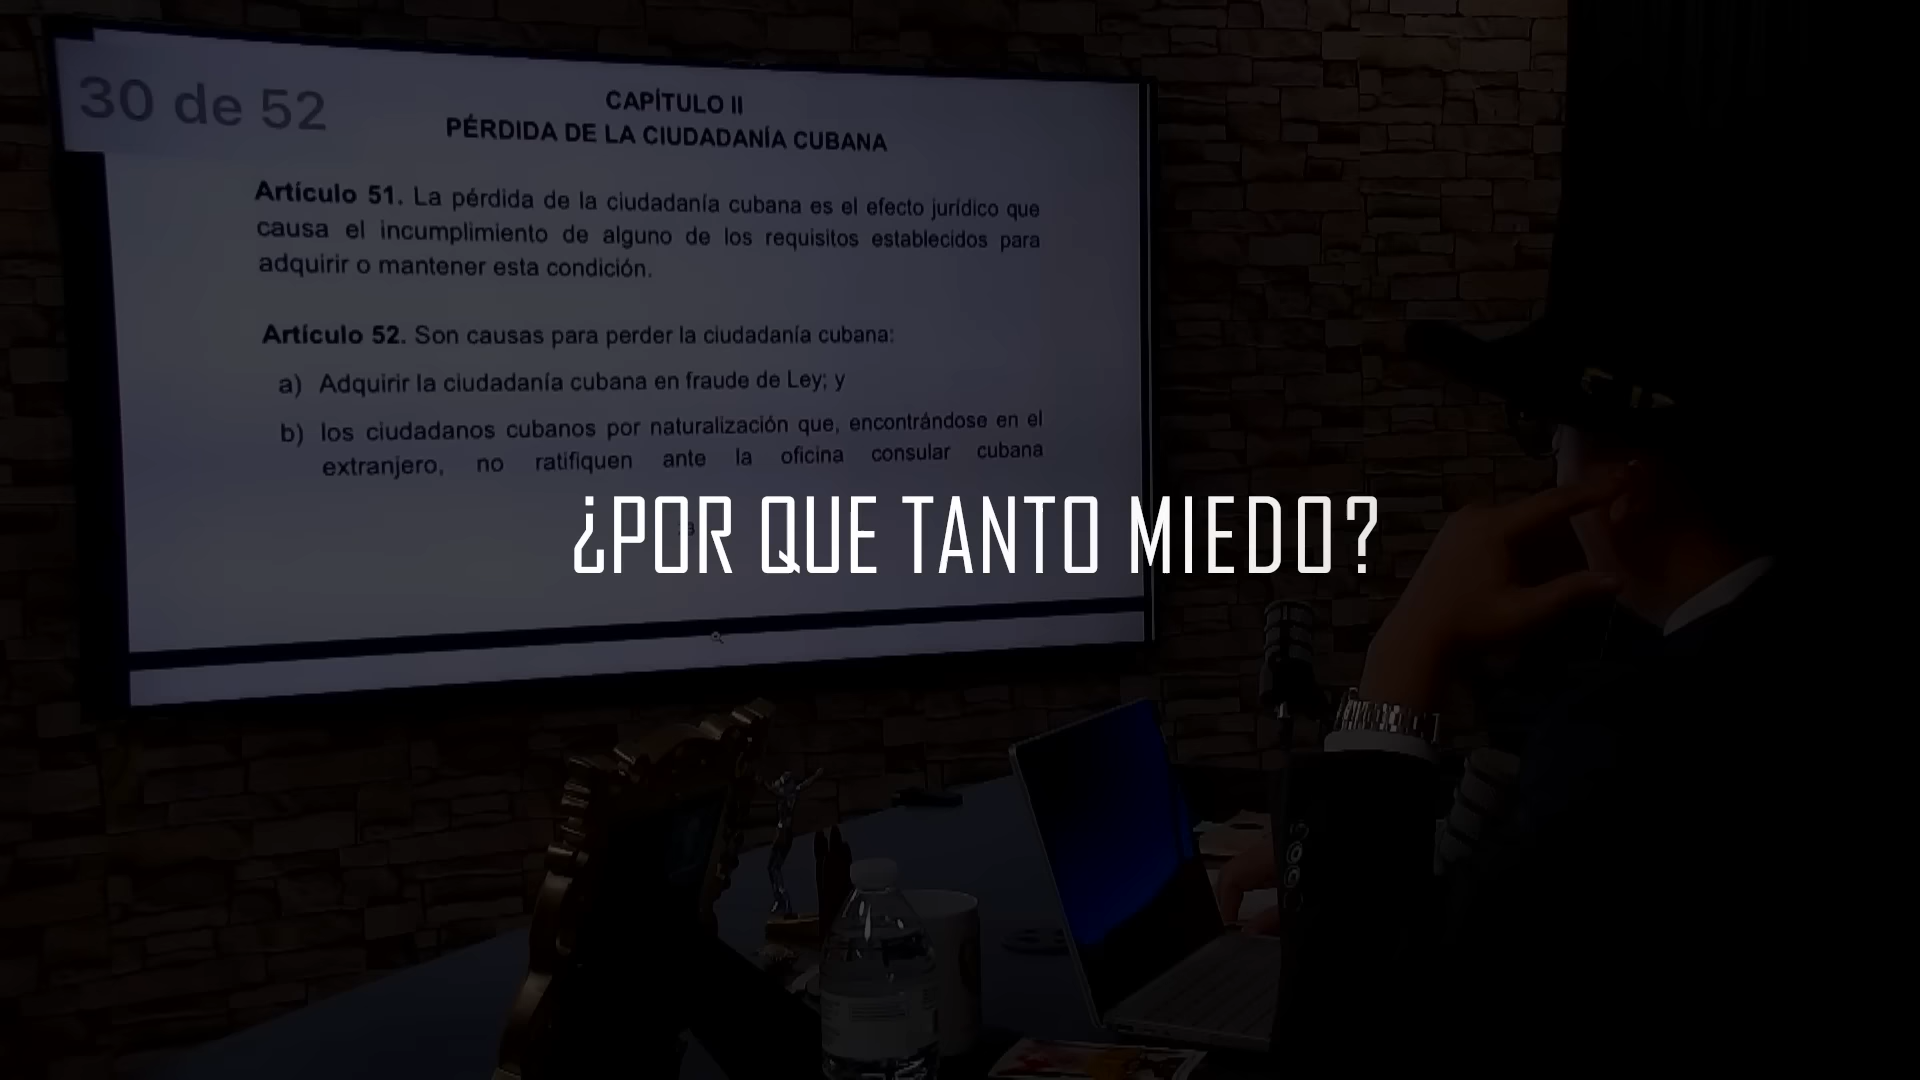 30 de 52
CAPÍTULO II
PÉRDIDA DE LA CIUDADANÍA CUBANA
Artículo 51. La pérdida de la ciudadanía cubana es el efecto jurídico que
causa el incumplimiento de alguno de los requisitos establecidos para
adquirir o mantener esta condición.
Artículo 52. Son causas para perder la ciudadanía cubana:
a) Adquirir la ciudadanía cubana en fraude de Ley; y
b) los ciudadanos cubanos por naturalización que, encontrándose en el
extranjero, no ratifiquen ante la oficina consular cubana
¿POR QUE TANTO MIEDO?